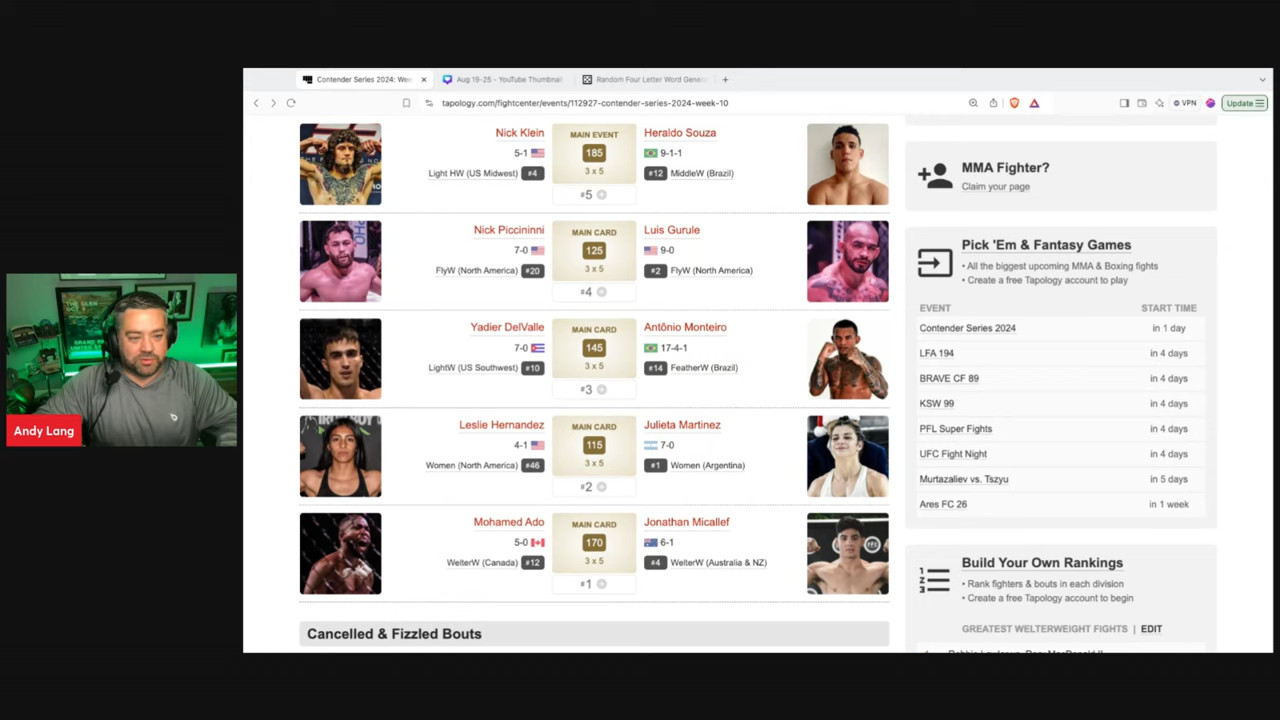 Contender Series 2024: Wee
Aug 19-25 - YouTube Thumbnail
Random Four Letter Word Gene
tapology.com/fightcenter/events/112927-contender-series-2024-week-10
VPN
Update
Nick Klein
5-1
Light HW (US Midwest) #4
MAIN EVENT
185
3 x 5
#5
Heraldo Souza
9-1-1
#12 MiddleW (Brazil)
Nick Piccininni
7-0
FlyW (North America) #20
MAIN CARD
125
3 x 5
#4
Luis Gurule
9-0
#2 FlyW (North America)
Yadier DelValle
7-0
LightW (US Southwest) #10
MAIN CARD
145
3 x 5
#3
Antônio Monteiro
17-4-1
#14 FeatherW (Brazil)
Leslie Hernandez
4-1
Women (North America) #46
MAIN CARD
115
3 x 5
#2
Julieta Martinez
7-0
#1 Women (Argentina)
Mohamed Ado
5-0
WelterW (Canada) #12
MAIN CARD
170
3 x 5
#1
Jonathan Micallef
6-1
#4 WelterW (Australia & NZ)
Cancelled & Fizzled Bouts
MMA Fighter?
Claim your page
Pick 'Em & Fantasy Games
• All the biggest upcoming MMA & Boxing fights
• Create a free Tapology account to play
EVENT START TIME
Contender Series 2024 in 1 day
LFA 194 in 4 days
BRAVE CF 89 in 4 days
KSW 99 in 4 days
PFL Super Fights in 4 days
UFC Fight Night in 4 days
Murtazaliev vs. Tszyu in 5 days
Ares FC 26 in 1 week
Build Your Own Rankings
• Rank fighters & bouts in each division
• Create a free Tapology account to begin
GREATEST WELTERWEIGHT FIGHTS | EDIT
Andy Lang